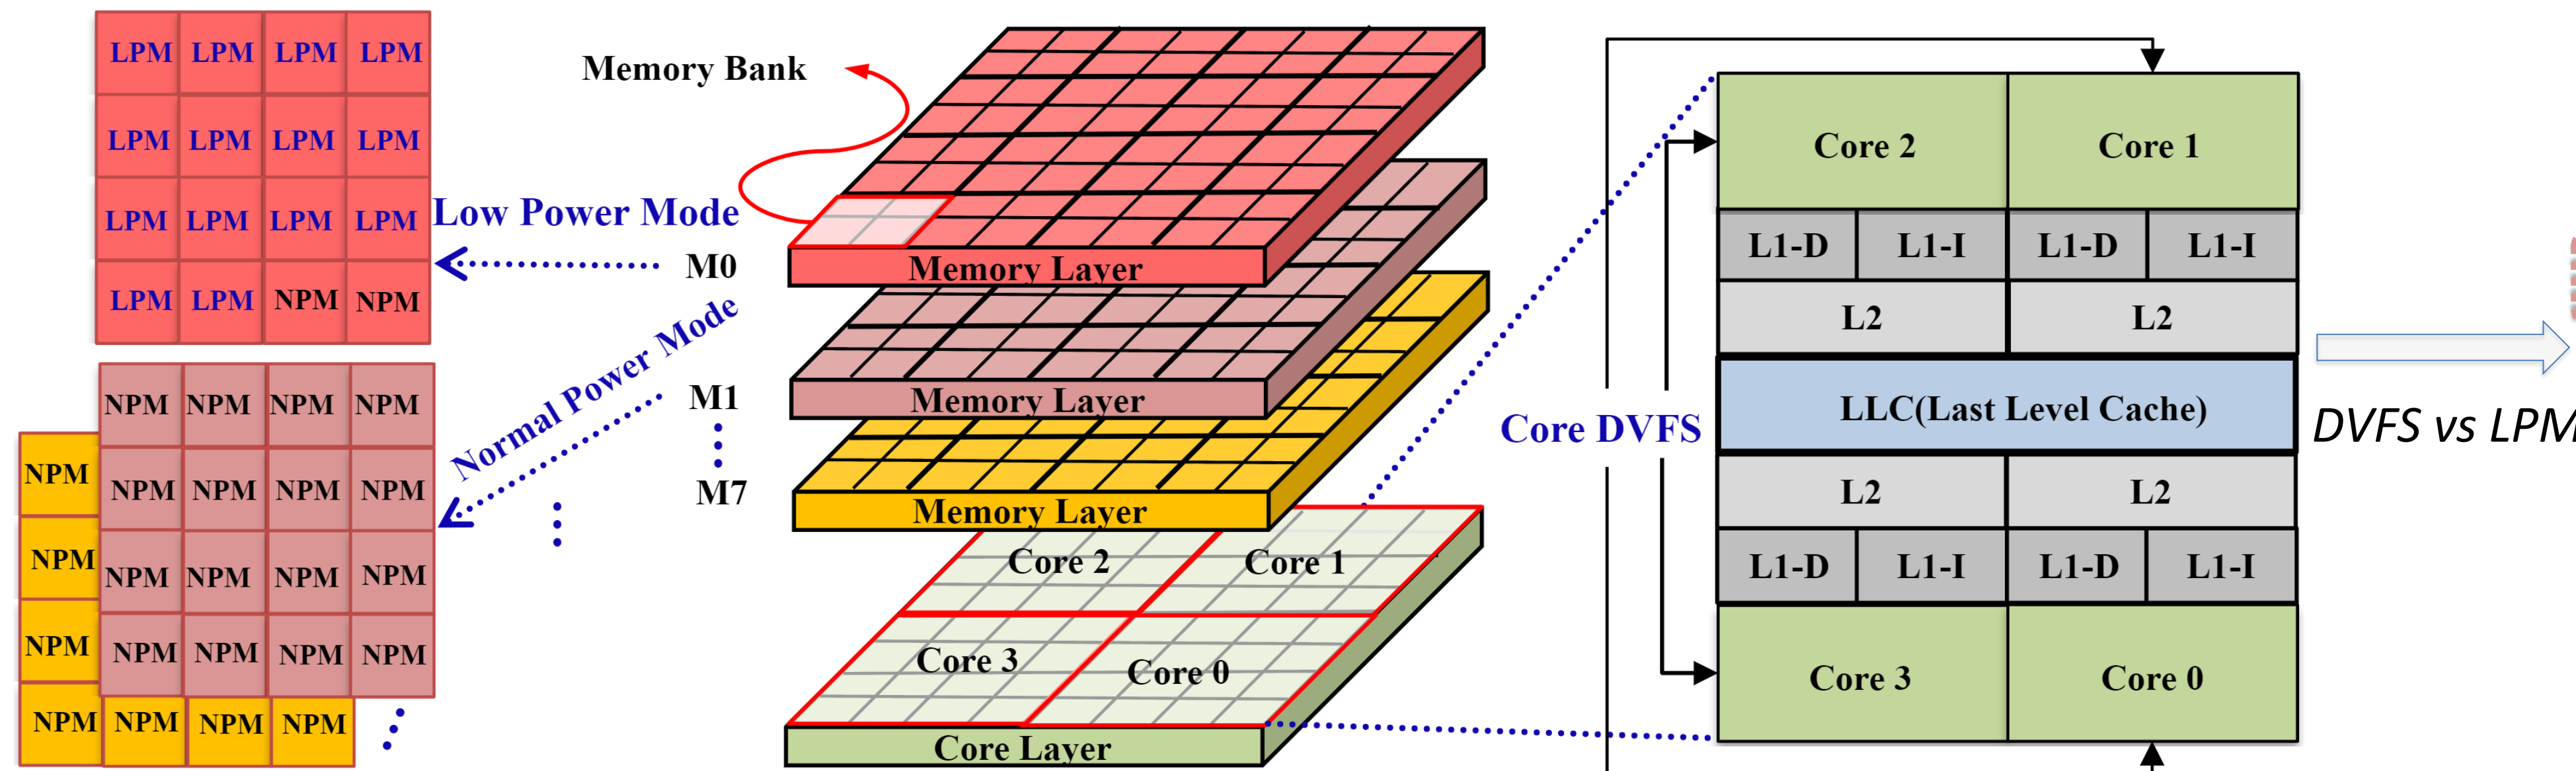 LPM LPM LPM LPM
LPM LPM LPM LPM
LPM LPM LPM LPM
LPM LPM NPM NPM
NPM NPM NPM NPM
NPM NPM NPM NPM
NPM NPM NPM NPM
NPM NPM NPM NPM
NPM
NPM
NPM
NPM NPM NPM NPM
Low Power Mode
Normal Power Mode
Memory Bank
M0
M1
M7
Memory Layer
Memory Layer
Memory Layer
Core 2 Core 1
Core 3 Core 0
Core Layer
Core DVFS
Core 2 Core 1
L1-D L1-I L1-D L1-I
L2 L2
LLC(Last Level Cache)
L2 L2
L1-D L1-I L1-D L1-I
Core 3 Core 0
DVFS vs LPM